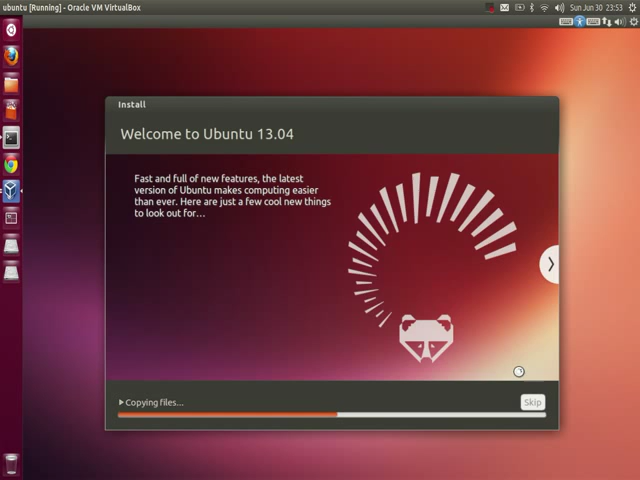 ubuntu [Running] - Oracle VM VirtualBox
Sun Jun 30 23:53
Install
Welcome to Ubuntu 13.04
Fast and full of new features, the latest
version of Ubuntu makes computing easier
than ever. Here are just a few cool new things
to look out for...
Copying files...
Skip